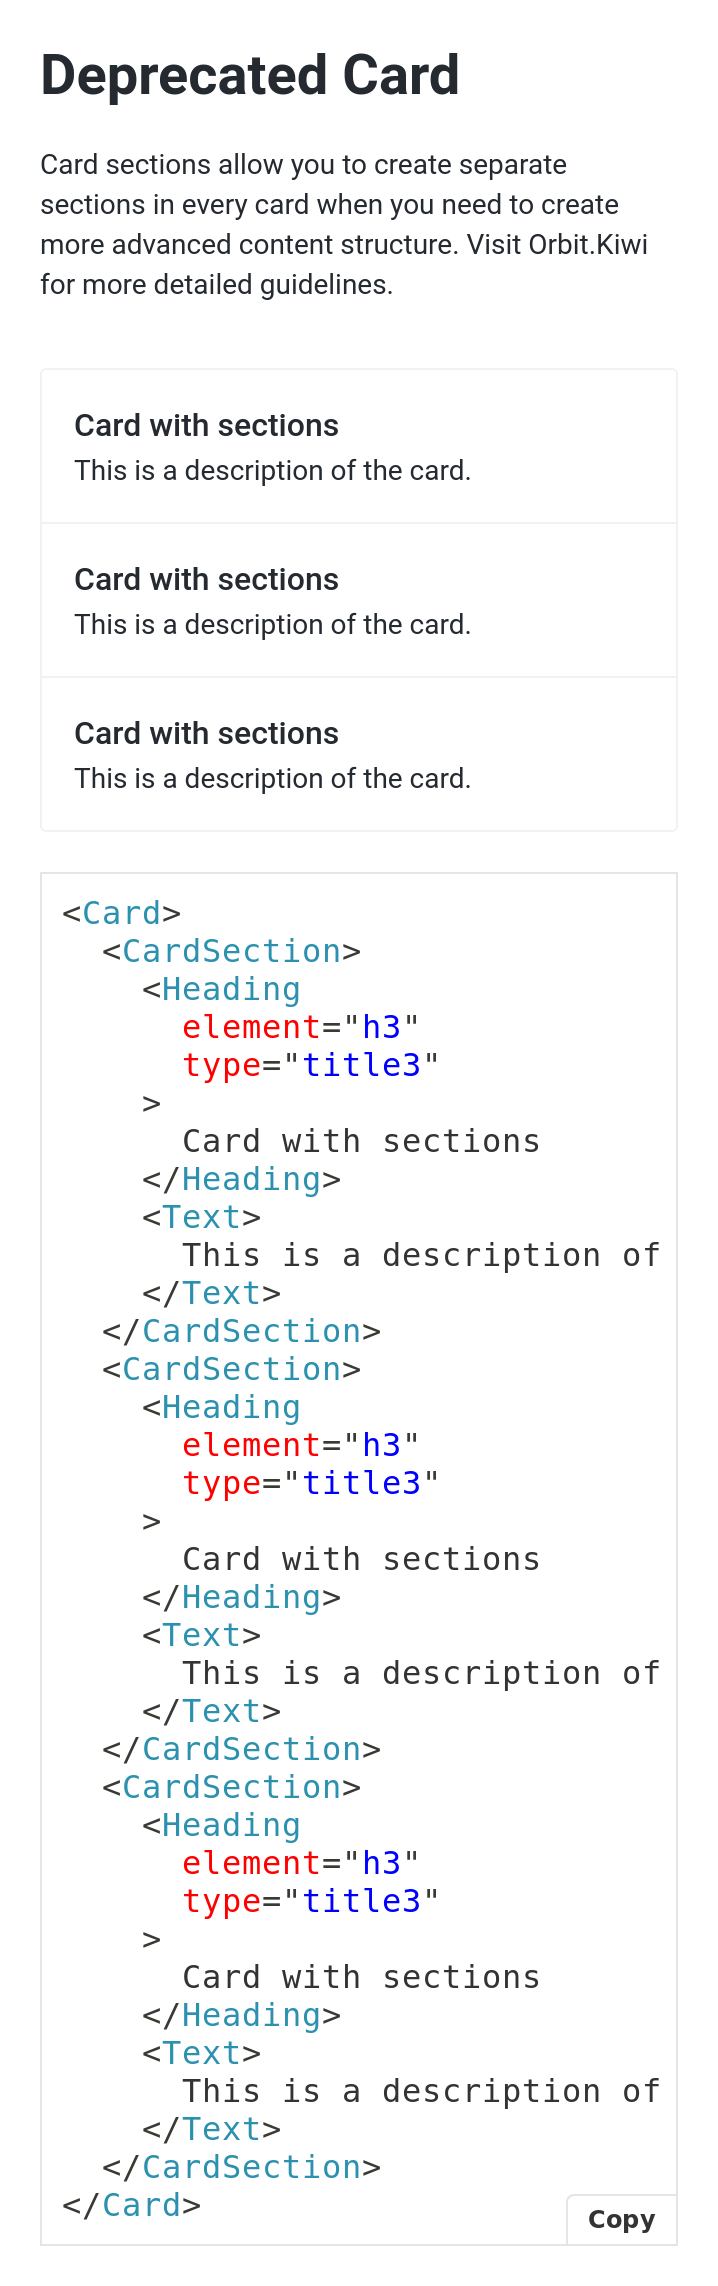 Deprecated Card
Card sections allow you to create separate
sections in every card when you need to create
more advanced content structure. Visit Orbit.Kiwi
for more detailed guidelines.
Card with sections
This is a description of the card.
Card with sections
This is a description of the card.
Card with sections
This is a description of the card.
<Card>
  <CardSection>
    <Heading
      element="h3"
      type="title3"
    >
      Card with sections
    </Heading>
    <Text>
      This is a description of
    </Text>
  </CardSection>
  <CardSection>
    <Heading
      element="h3"
      type="title3"
    >
      Card with sections
    </Heading>
    <Text>
      This is a description of
    </Text>
  </CardSection>
  <CardSection>
    <Heading
      element="h3"
      type="title3"
    >
      Card with sections
    </Heading>
    <Text>
      This is a description of
    </Text>
  </CardSection>
</Card>
Copy